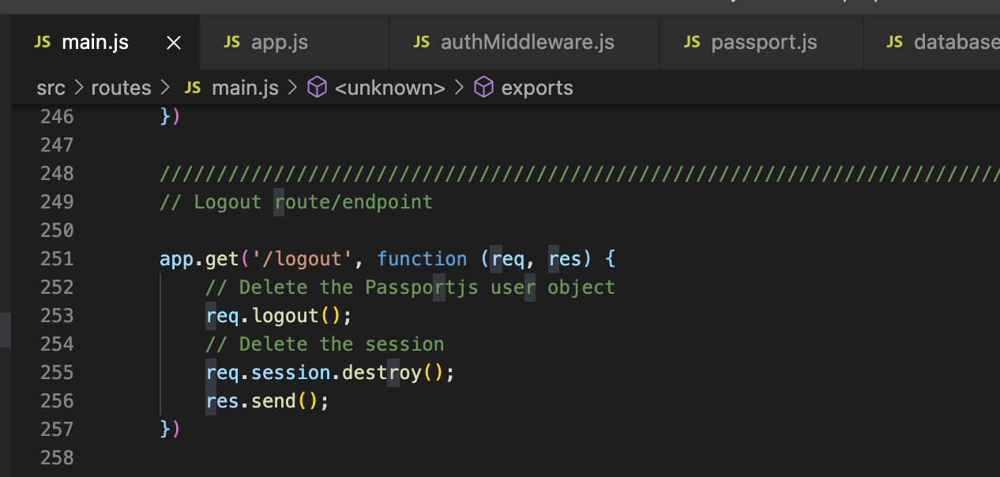 JS main.js × JS app.js JS authMiddleware.js JS passport.js JS database
src > routes > JS main.js > <unknown> > exports
246 })
247
248 //////////////////////////////////////////////////////////////////////////
249 // Logout route/endpoint
250
251 app.get('/logout', function (req, res) {
252 // Delete the Passportjs user object
253 req.logout();
254 // Delete the session
255 req.session.destroy();
256 res.send();
257 })
258